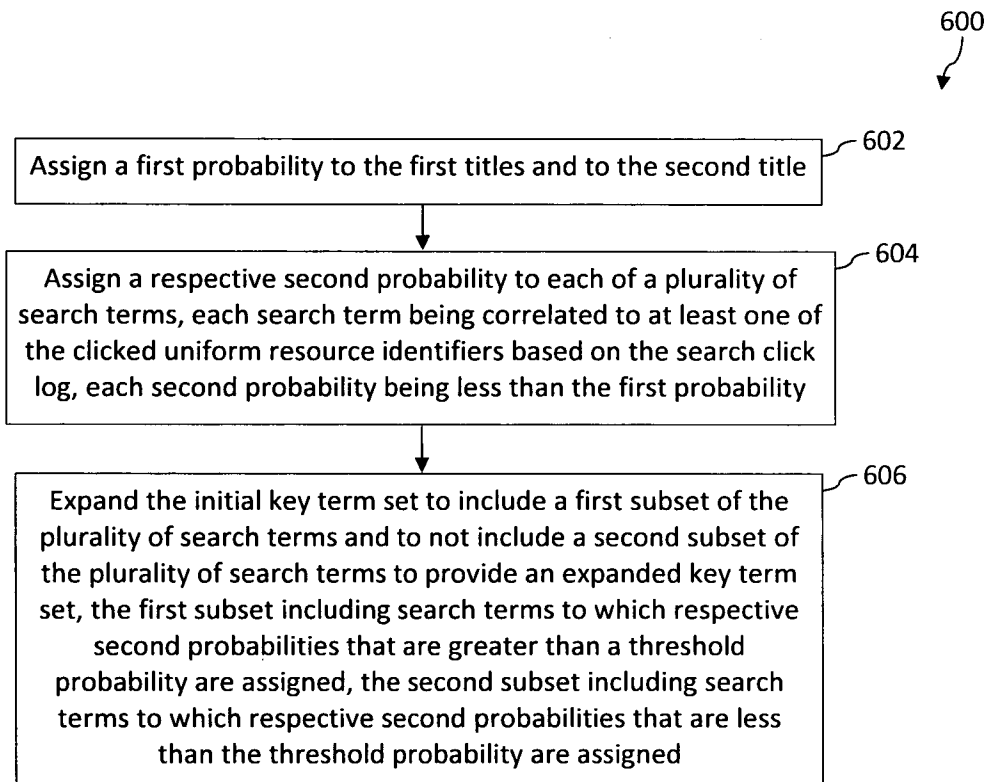 600
602
Assign a first probability to the first titles and to the second title
604
Assign a respective second probability to each of a plurality of
search terms, each search term being correlated to at least one of
the clicked uniform resource identifiers based on the search click
log, each second probability being less than the first probability
606
Expand the initial key term set to include a first subset of the
plurality of search terms and to not include a second subset of
the plurality of search terms to provide an expanded key term
set, the first subset including search terms to which respective
second probabilities that are greater than a threshold
probability are assigned, the second subset including search
terms to which respective second probabilities that are less
than the threshold probability are assigned